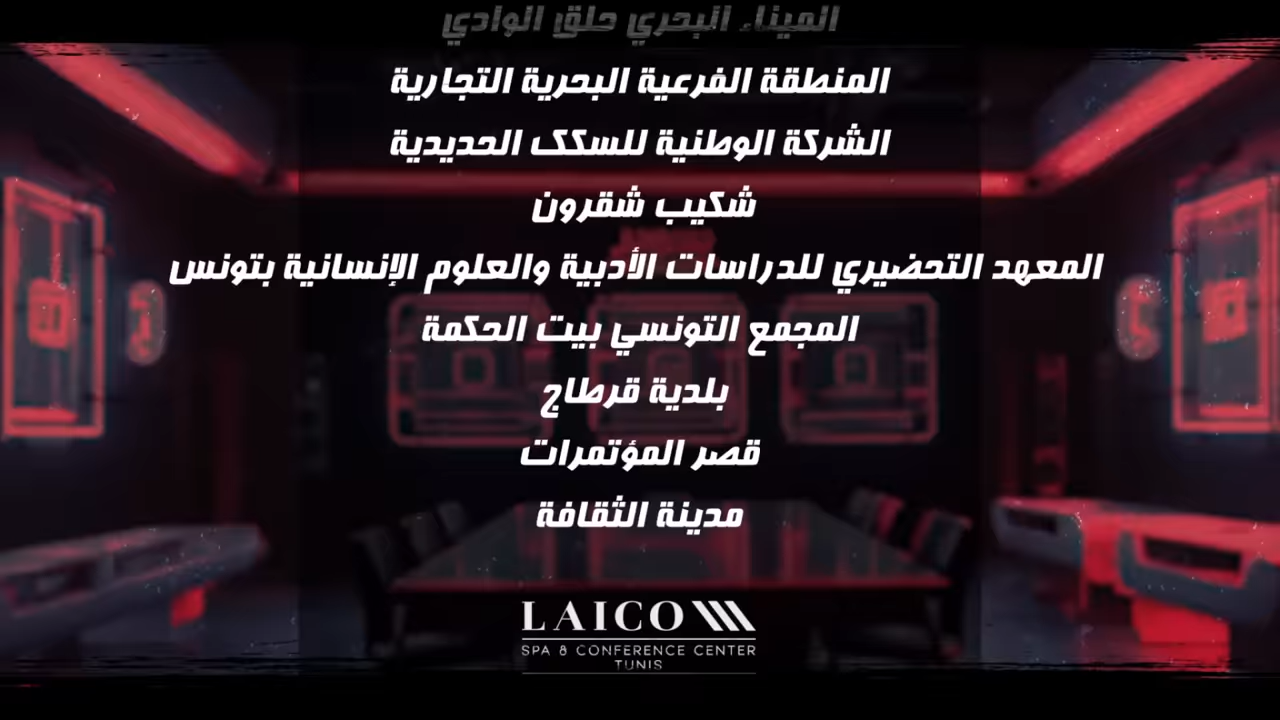 الميناء البحري حلق الوادي
المنطقة الفرعية البحرية التجارية
الشركة الوطنية للسكك الحديدية
شكيب شقرون
المعهد التحضيري للدراسات الأدبية والعلوم الإنسانية بتونس
المجمع التونسي بيت الحكمة
بلدية قرطاج
قصر المؤتمرات
مدينة الثقافة
LAICO
SPA & CONFERENCE CENTER
TUNIS